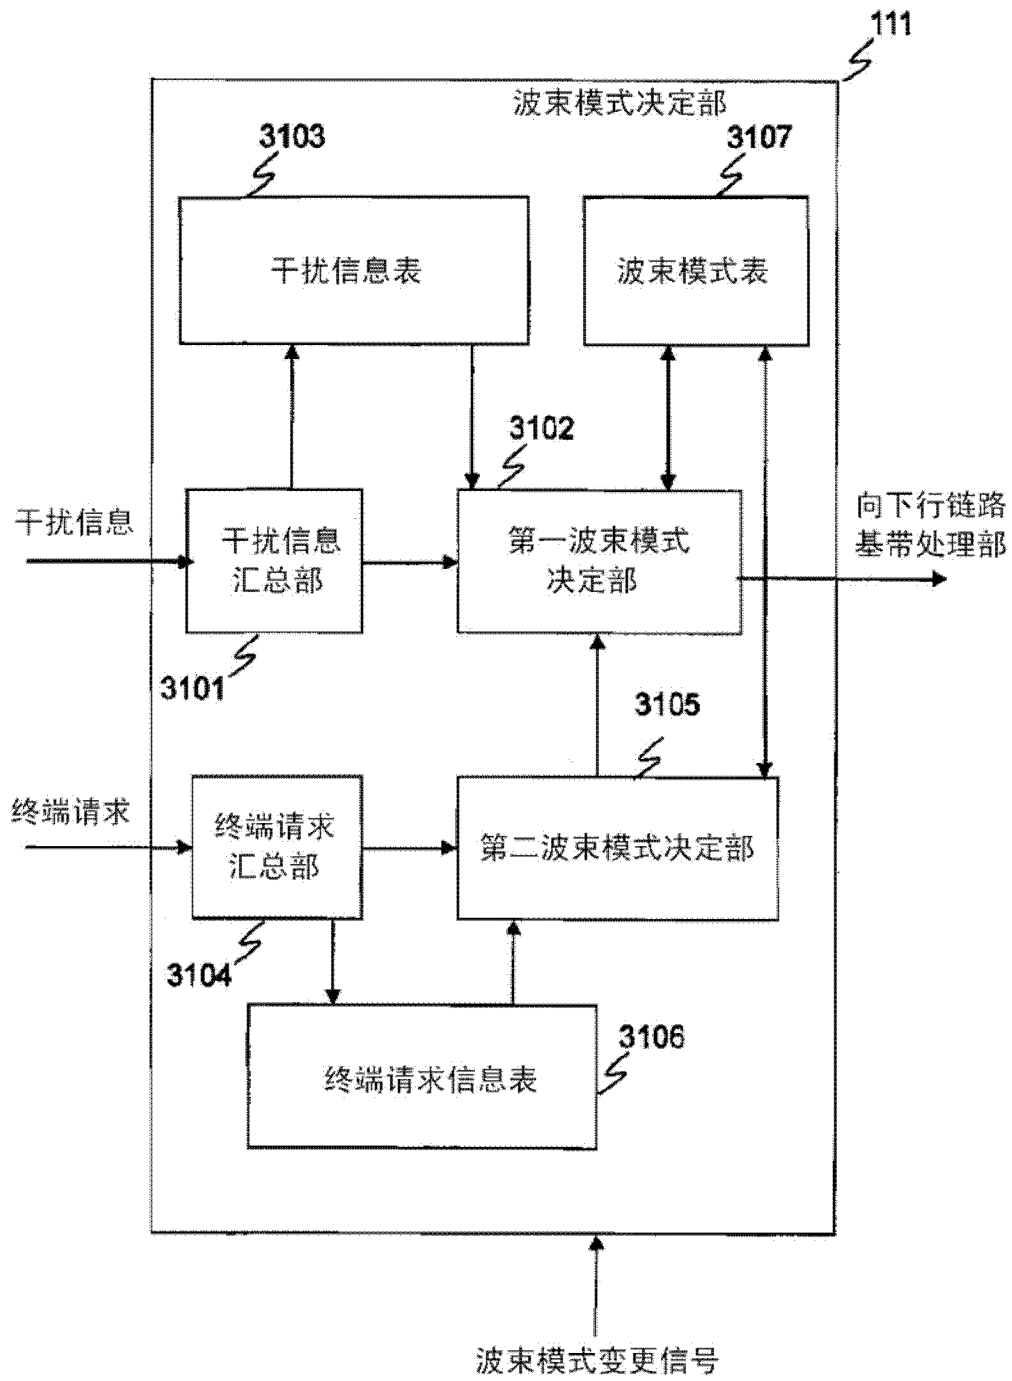 111
波束模式决定部
3103
3107
干扰信息表
波束模式表
3102
干扰信息
干扰信息
汇总部
第一波束模式
决定部
向下行链路
基带处理部
3101
3105
终端请求
终端请求
汇总部
第二波束模式决定部
3104
3106
终端请求信息表
波束模式变更信号